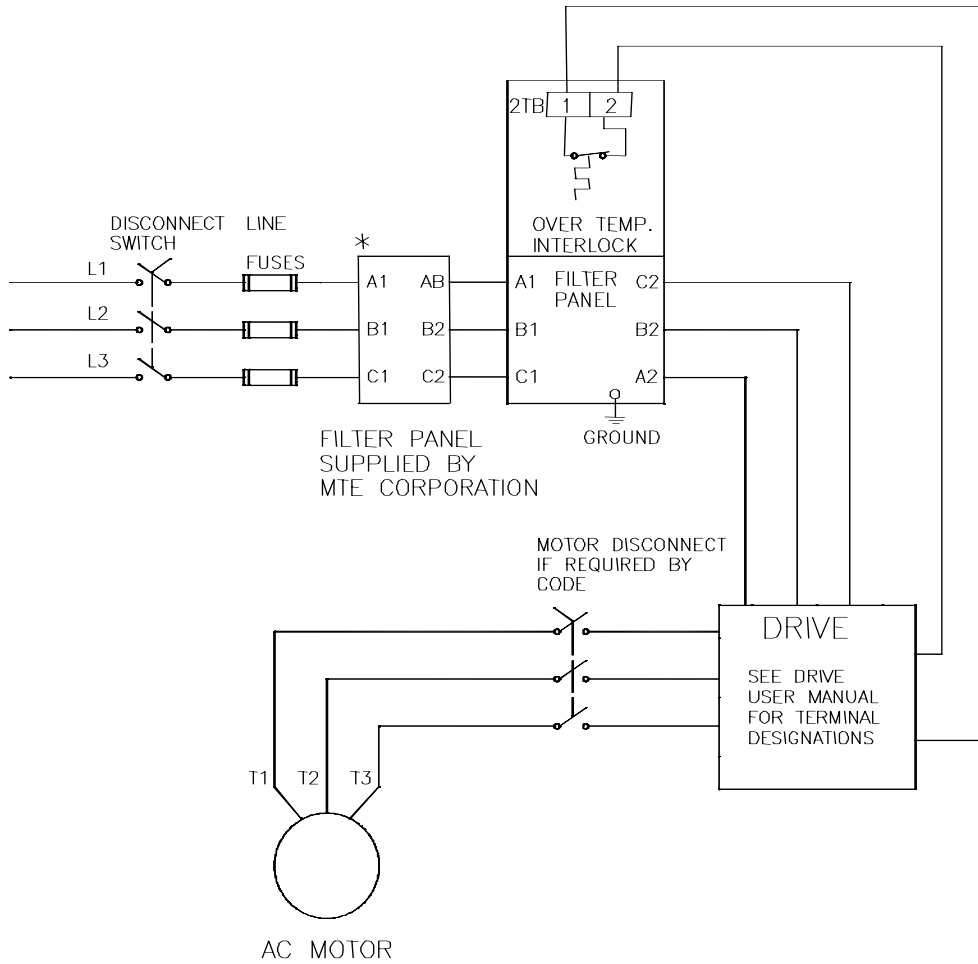 2TB 1 2
OVER TEMP.
INTERLOCK
DISCONNECT LINE
SWITCH
FUSES
*
L1
L2
L3
A1 AB
B1 B2
C1 C2
A1 FILTER C2
PANEL
B1 B2
C1 A2
GROUND
FILTER PANEL
SUPPLIED BY
MTE CORPORATION
MOTOR DISCONNECT
IF REQUIRED BY
CODE
DRIVE
SEE DRIVE
USER MANUAL
FOR TERMINAL
DESIGNATIONS
T1 T2 T3
AC MOTOR